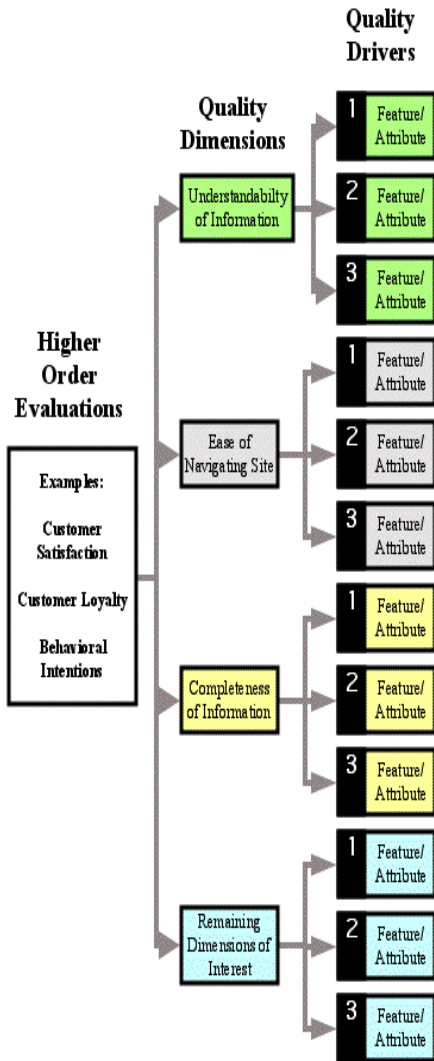 Quality
Drivers
Quality
Dimensions
Higher
Order
Evaluations
Examples:
Customer
Satisfaction
Customer Loyalty
Behavioral
Intentions
Understandabilty
of Information
1
Feature/
Attribute
2
Feature/
Attribute
3
Feature/
Attribute
Ease of
Navigating Site
1
Feature/
Attribute
2
Feature/
Attribute
3
Feature/
Attribute
Completeness
of Information
1
Feature/
Attribute
2
Feature/
Attribute
3
Feature/
Attribute
Remaining
Dimensions of
Interest
1
Feature/
Attribute
2
Feature/
Attribute
3
Feature/
Attribute